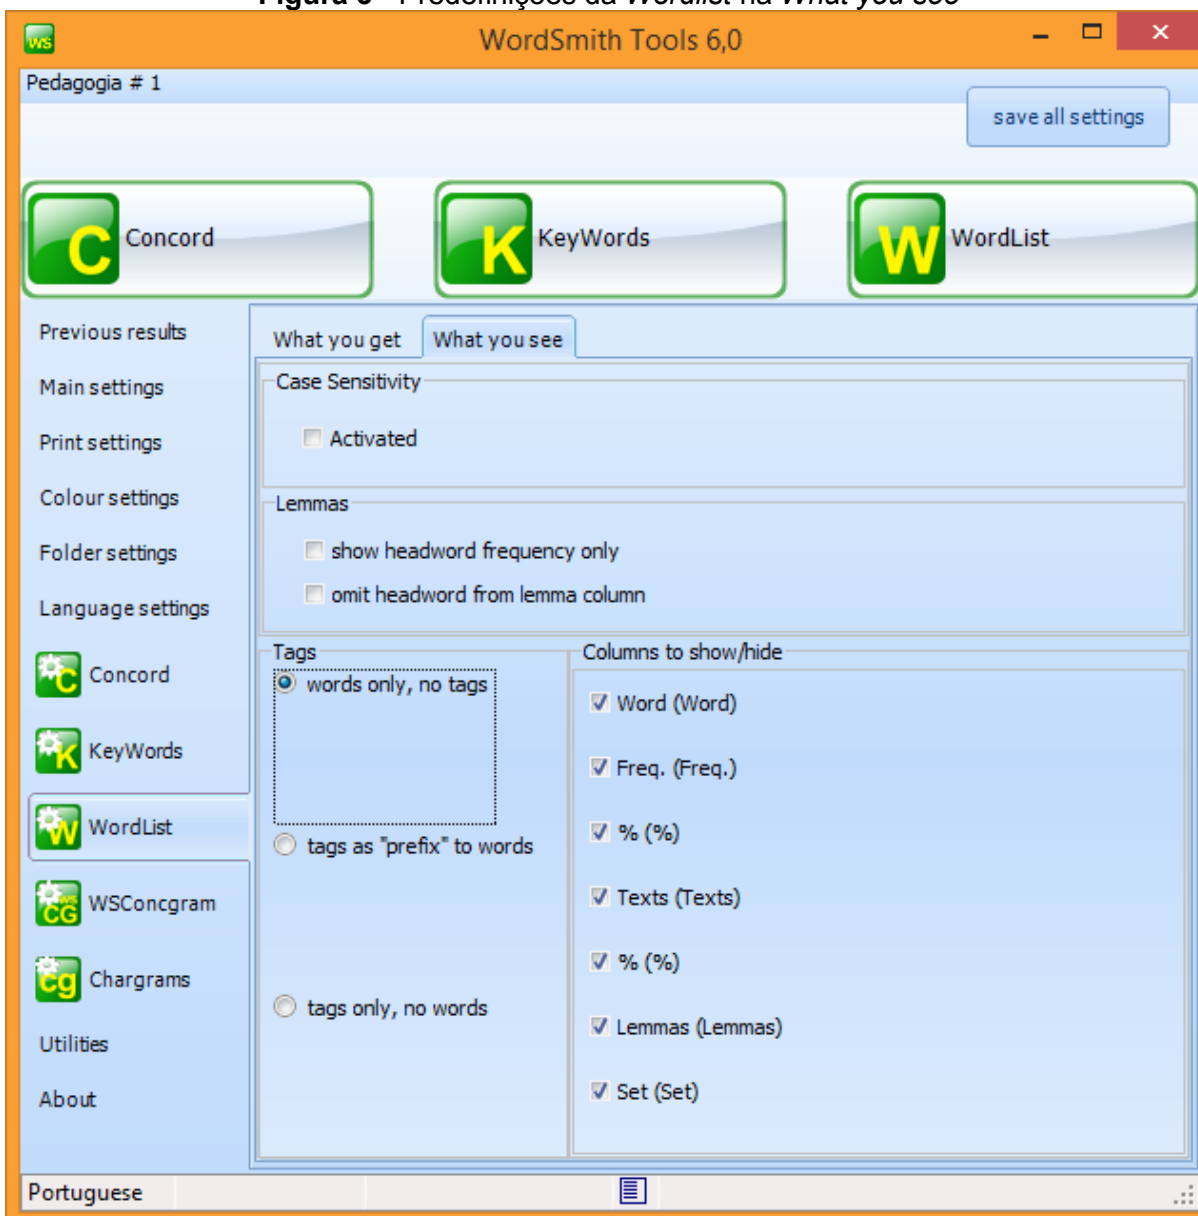 WS WordSmith Tools 6,0
Pedagogia # 1
save all settings
C Concord
K KeyWords
W WordList
Previous results
Main settings
Print settings
Colour settings
Folder settings
Language settings
C Concord
K KeyWords
W WordList
WS CG WSConcgram
cg Chargrams
Utilities
About
What you get What you see
Case Sensitivity
Activated
Lemmas
show headword frequency only
omit headword from lemma column
Tags
words only, no tags
tags as "prefix" to words
tags only, no words
Columns to show/hide
Word (Word)
Freq. (Freq.)
% (%)
Texts (Texts)
% (%)
Lemmas (Lemmas)
Set (Set)
Portuguese